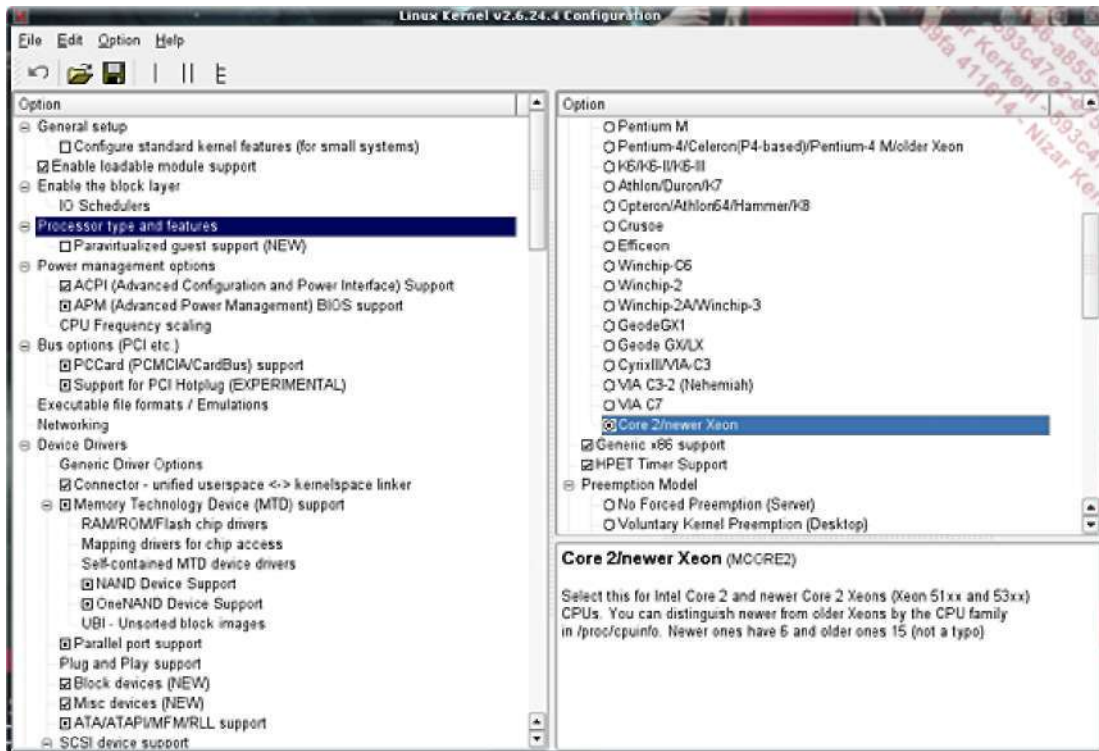 Linux Kernel v2.6.24.4 Configuration
File Edit Option Help
Option
General setup
Configure standard kernel features (for small systems)
Enable loadable module support
Enable the block layer
IO Schedulers
Processor type and features
Paravirtualized guest support (NEW)
Power management options
ACPI (Advanced Configuration and Power Interface) Support
APM (Advanced Power Management) BIOS support
CPU Frequency scaling
Bus options (PCI etc.)
PCCard (PCMCIA/CardBus) support
Support for PCI Hotplug (EXPERIMENTAL)
Executable file formats / Emulations
Networking
Device Drivers
Generic Driver Options
Connector - unified userspace <-> kernelspace linker
Memory Technology Device (MTD) support
RAM/ROM/Flash chip drivers
Mapping drivers for chip access
Self-contained MTD device drivers
NAND Device Support
OneNAND Device Support
UBI - Unsorted block images
Parallel port support
Plug and Play support
Block devices (NEW)
Misc devices (NEW)
ATA/ATAPI/MFM/RLL support
SCSI device support
Option
Pentium M
Pentium-4/Celeron(P4-based)/Pentium-4 M/older Xeon
K6/K6-II/K6-III
Athlon/Duron/K7
Opteron/Athlon64/Hammer/K8
Crusoe
Efficeon
Winchip-C6
Winchip-2
Winchip-2A/Winchip-3
GeodeGX1
Geode GX/LX
CyrixIII/VIA-C3
VIA C3-2 (Nehemiah)
VIA C7
Core 2/newer Xeon
Generic x86 support
HPET Timer Support
Preemption Model
No Forced Preemption (Server)
Voluntary Kernel Preemption (Desktop)
Core 2/newer Xeon (MCORE2)
Select this for Intel Core 2 and newer Core 2 Xeons (Xeon 51xx and 53xx)
CPUs. You can distinguish newer from older Xeons by the CPU family
in /proc/cpuinfo. Newer ones have 6 and older ones 15 (not a typo)